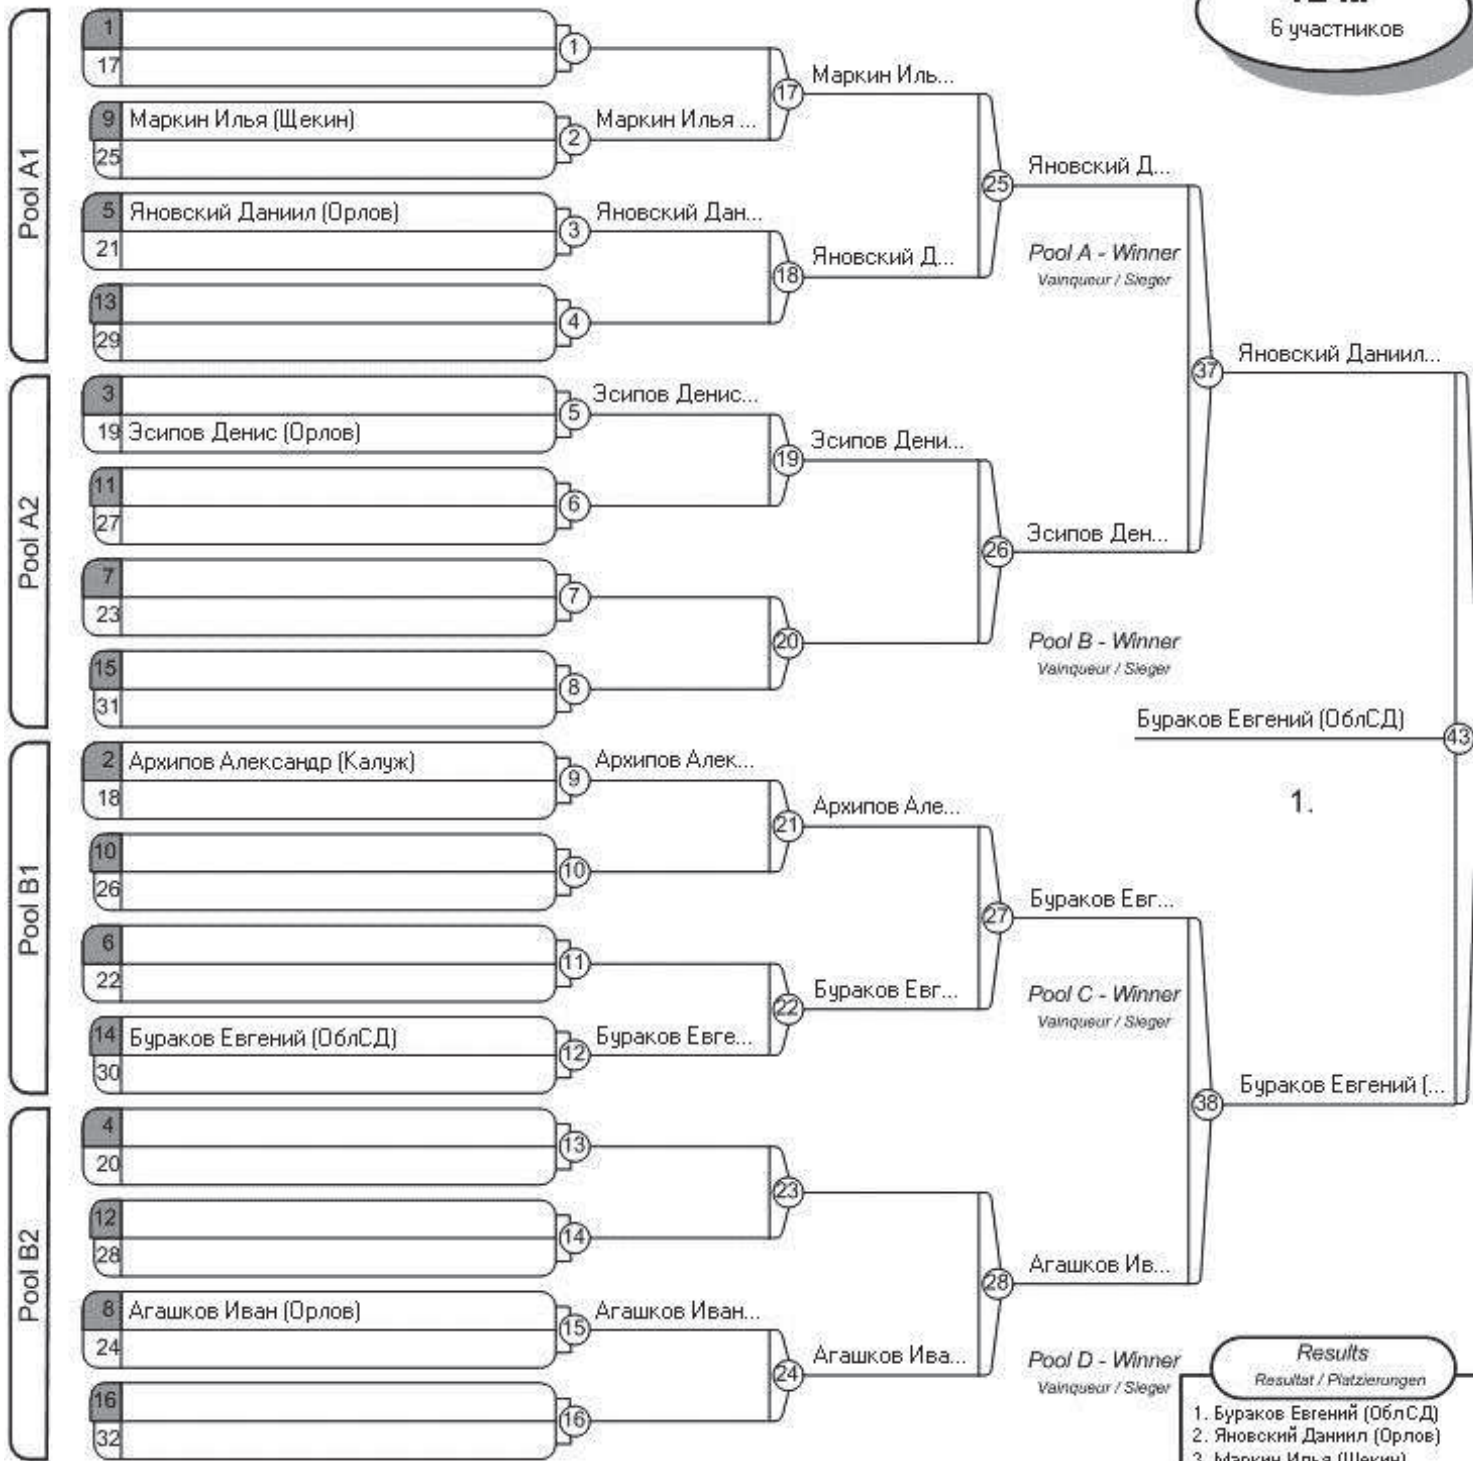 6 участников
Pool A1
1
17
1
9 Маркин Илья (Щекин)
25
2
Маркин Илья ...
17
Маркин Иль...
5 Яновский Даниил (Орлов)
21
3
Яновский Дан...
13
29
4
18
Яновский Д...
25
Яновский Д...
Pool A - Winner
Vainqueur / Sieger
Pool A2
3
19 Эсипов Денис (Орлов)
5
Эсипов Денис...
11
27
6
19
Эсипов Дени...
7
23
7
15
31
8
20
26
Эсипов Ден...
Pool B - Winner
Vainqueur / Sieger
37
Яновский Даниил...
Бураков Евгений (ОблСД)
43
1.
Pool B1
2 Архипов Александр (Калуж)
18
9
Архипов Алек...
10
26
10
21
Архипов Але...
6
22
11
14 Бураков Евгений (ОблСД)
30
12
Бураков Евге...
22
Бураков Евг...
27
Бураков Евг...
Pool C - Winner
Vainqueur / Sieger
38
Бураков Евгений (...
Pool B2
4
20
13
12
28
14
23
8 Агашков Иван (Орлов)
24
15
Агашков Иван...
16
32
16
24
Агашков Ива...
28
Агашков Ив...
Pool D - Winner
Vainqueur / Sieger
Results
Resultat / Platzierungen
1. Бураков Евгений (ОблСД)
2. Яновский Даниил (Орлов)
3. Маркин Илья (Щекин)